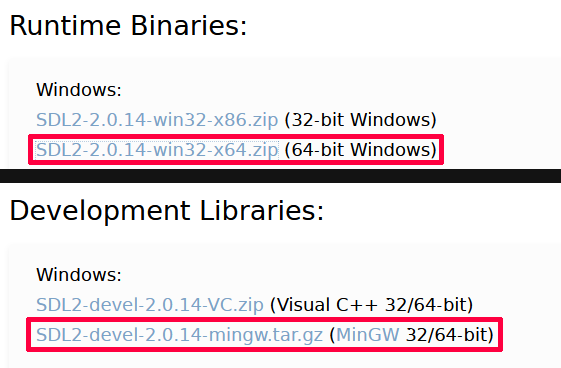 Runtime Binaries:
Windows:
SDL2-2.0.14-win32-x86.zip (32-bit Windows)
SDL2-2.0.14-win32-x64.zip (64-bit Windows)
Development Libraries:
Windows:
SDL2-devel-2.0.14-VC.zip (Visual C++ 32/64-bit)
SDL2-devel-2.0.14-mingw.tar.gz (MinGW 32/64-bit)